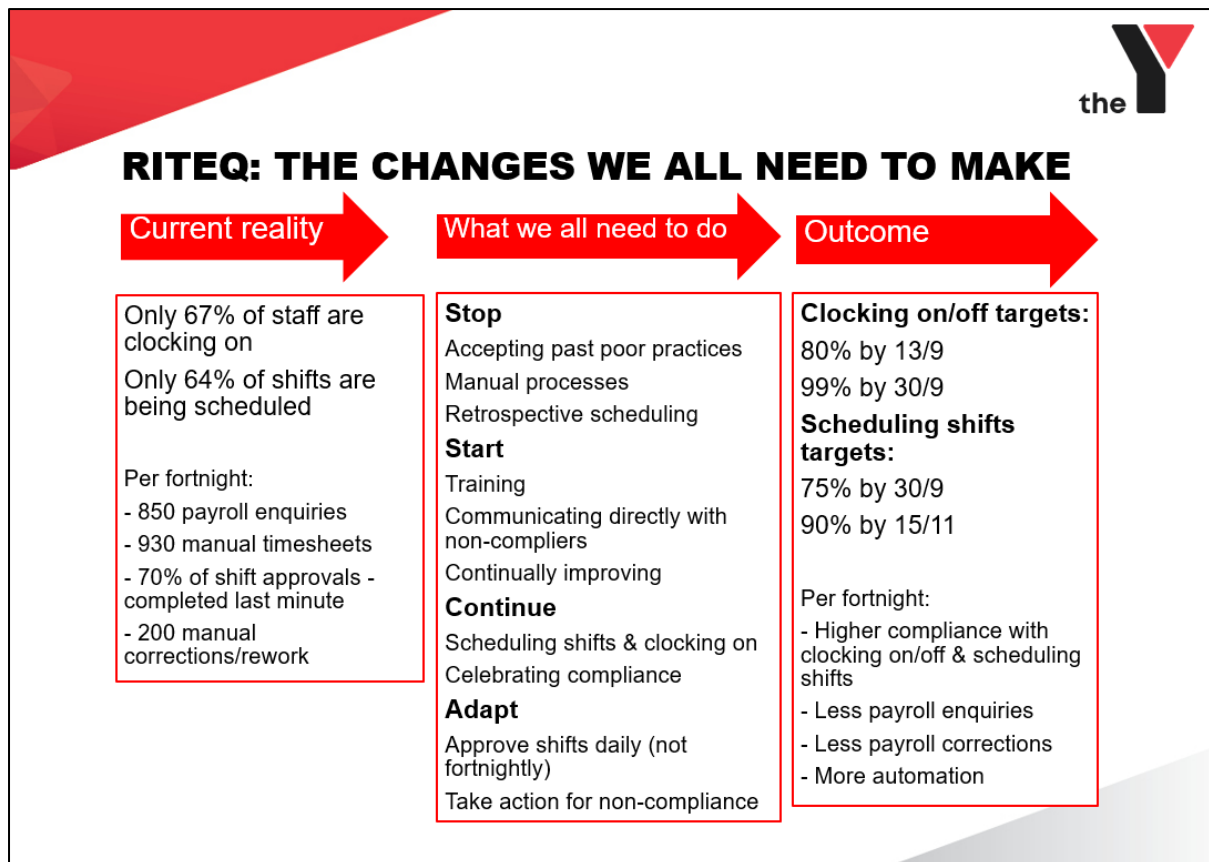 the Y
RITEQ: THE CHANGES WE ALL NEED TO MAKE
Current reality
Only 67% of staff are
clocking on
Only 64% of shifts are
being scheduled
Per fortnight:
- 850 payroll enquiries
- 930 manual timesheets
- 70% of shift approvals -
completed last minute
- 200 manual
corrections/rework
What we all need to do
Stop
Accepting past poor practices
Manual processes
Retrospective scheduling
Start
Training
Communicating directly with
non-compliers
Continually improving
Continue
Scheduling shifts & clocking on
Celebrating compliance
Adapt
Approve shifts daily (not
fortnightly)
Take action for non-compliance
Outcome
Clocking on/off targets:
80% by 13/9
99% by 30/9
Scheduling shifts
targets:
75% by 30/9
90% by 15/11
Per fortnight:
- Higher compliance with
clocking on/off & scheduling
shifts
- Less payroll enquiries
- Less payroll corrections
- More automation